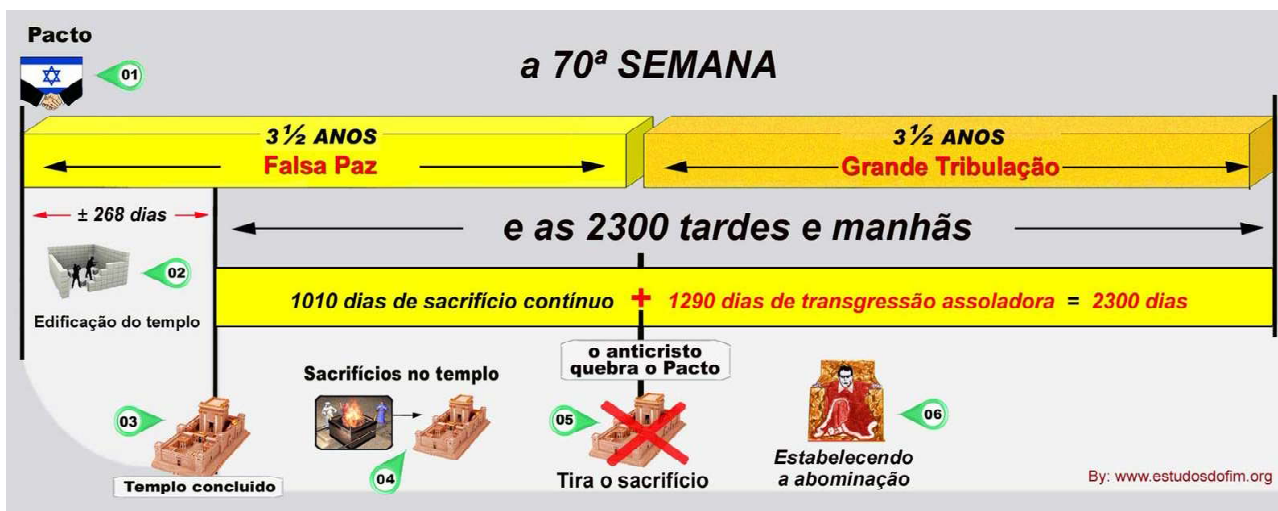 Pacto
01
a 70ª SEMANA
3½ ANOS
Falsa Paz
3½ ANOS
Grande Tribulação
± 268 dias
e as 2300 tardes e manhãs
02
Edificação do templo
1010 dias de sacrifício contínuo + 1290 dias de transgressão assoladora = 2300 dias
o anticristo
quebra o Pacto
Sacrifícios no templo
03
04
05
06
Templo concluido
Tira o sacrifício
Estabelecendo
a abominação
By: www.estudosdofim.org